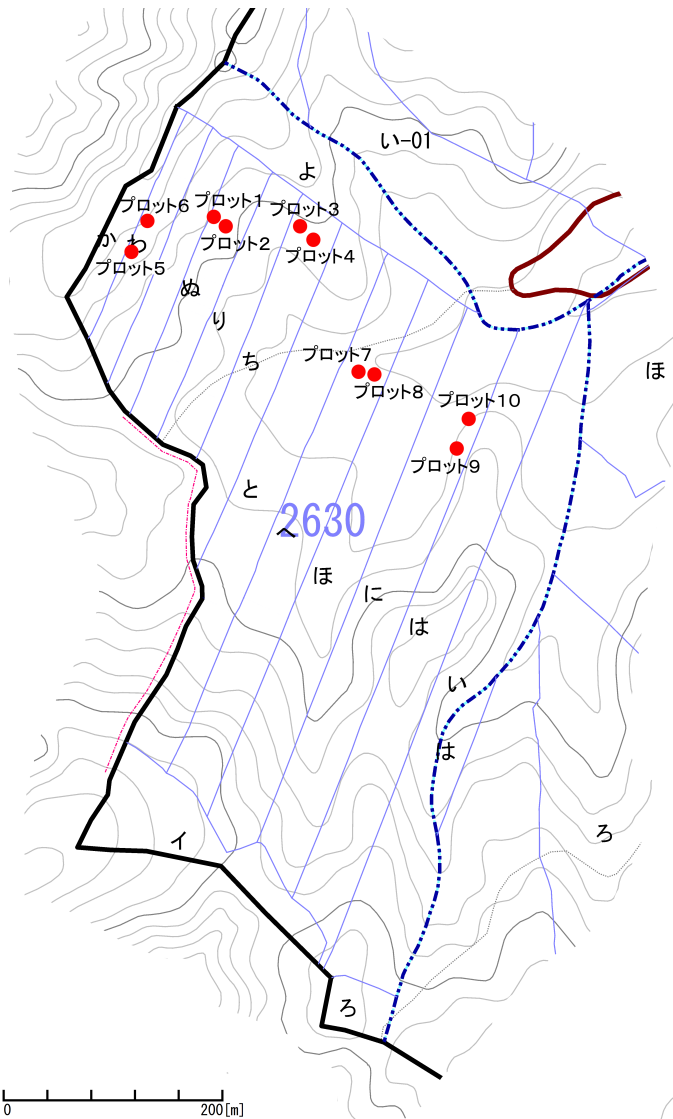 い-01
よ
プロット6
プロット1
プロット3
か
わ
プロット2
プロット4
プロット5
ぬ
り
ち
プロット7
プロット8
ほ
プロット10
プロット9
と
2630
へ
ほ
に
は
い
は
ろ
イ
ろ
0
200[m]